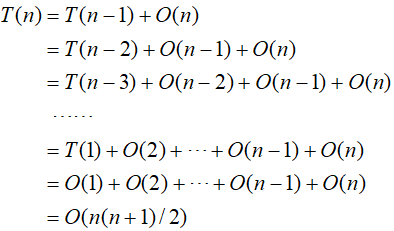 T(n) = T(n−1) + O(n)
= T(n−2) + O(n−1) + O(n)
= T(n−3) + O(n−2) + O(n−1) + O(n)
……
= T(1) + O(2) + ⋯ + O(n−1) + O(n)
= O(1) + O(2) + ⋯ + O(n−1) + O(n)
= O(n(n+1)/2)